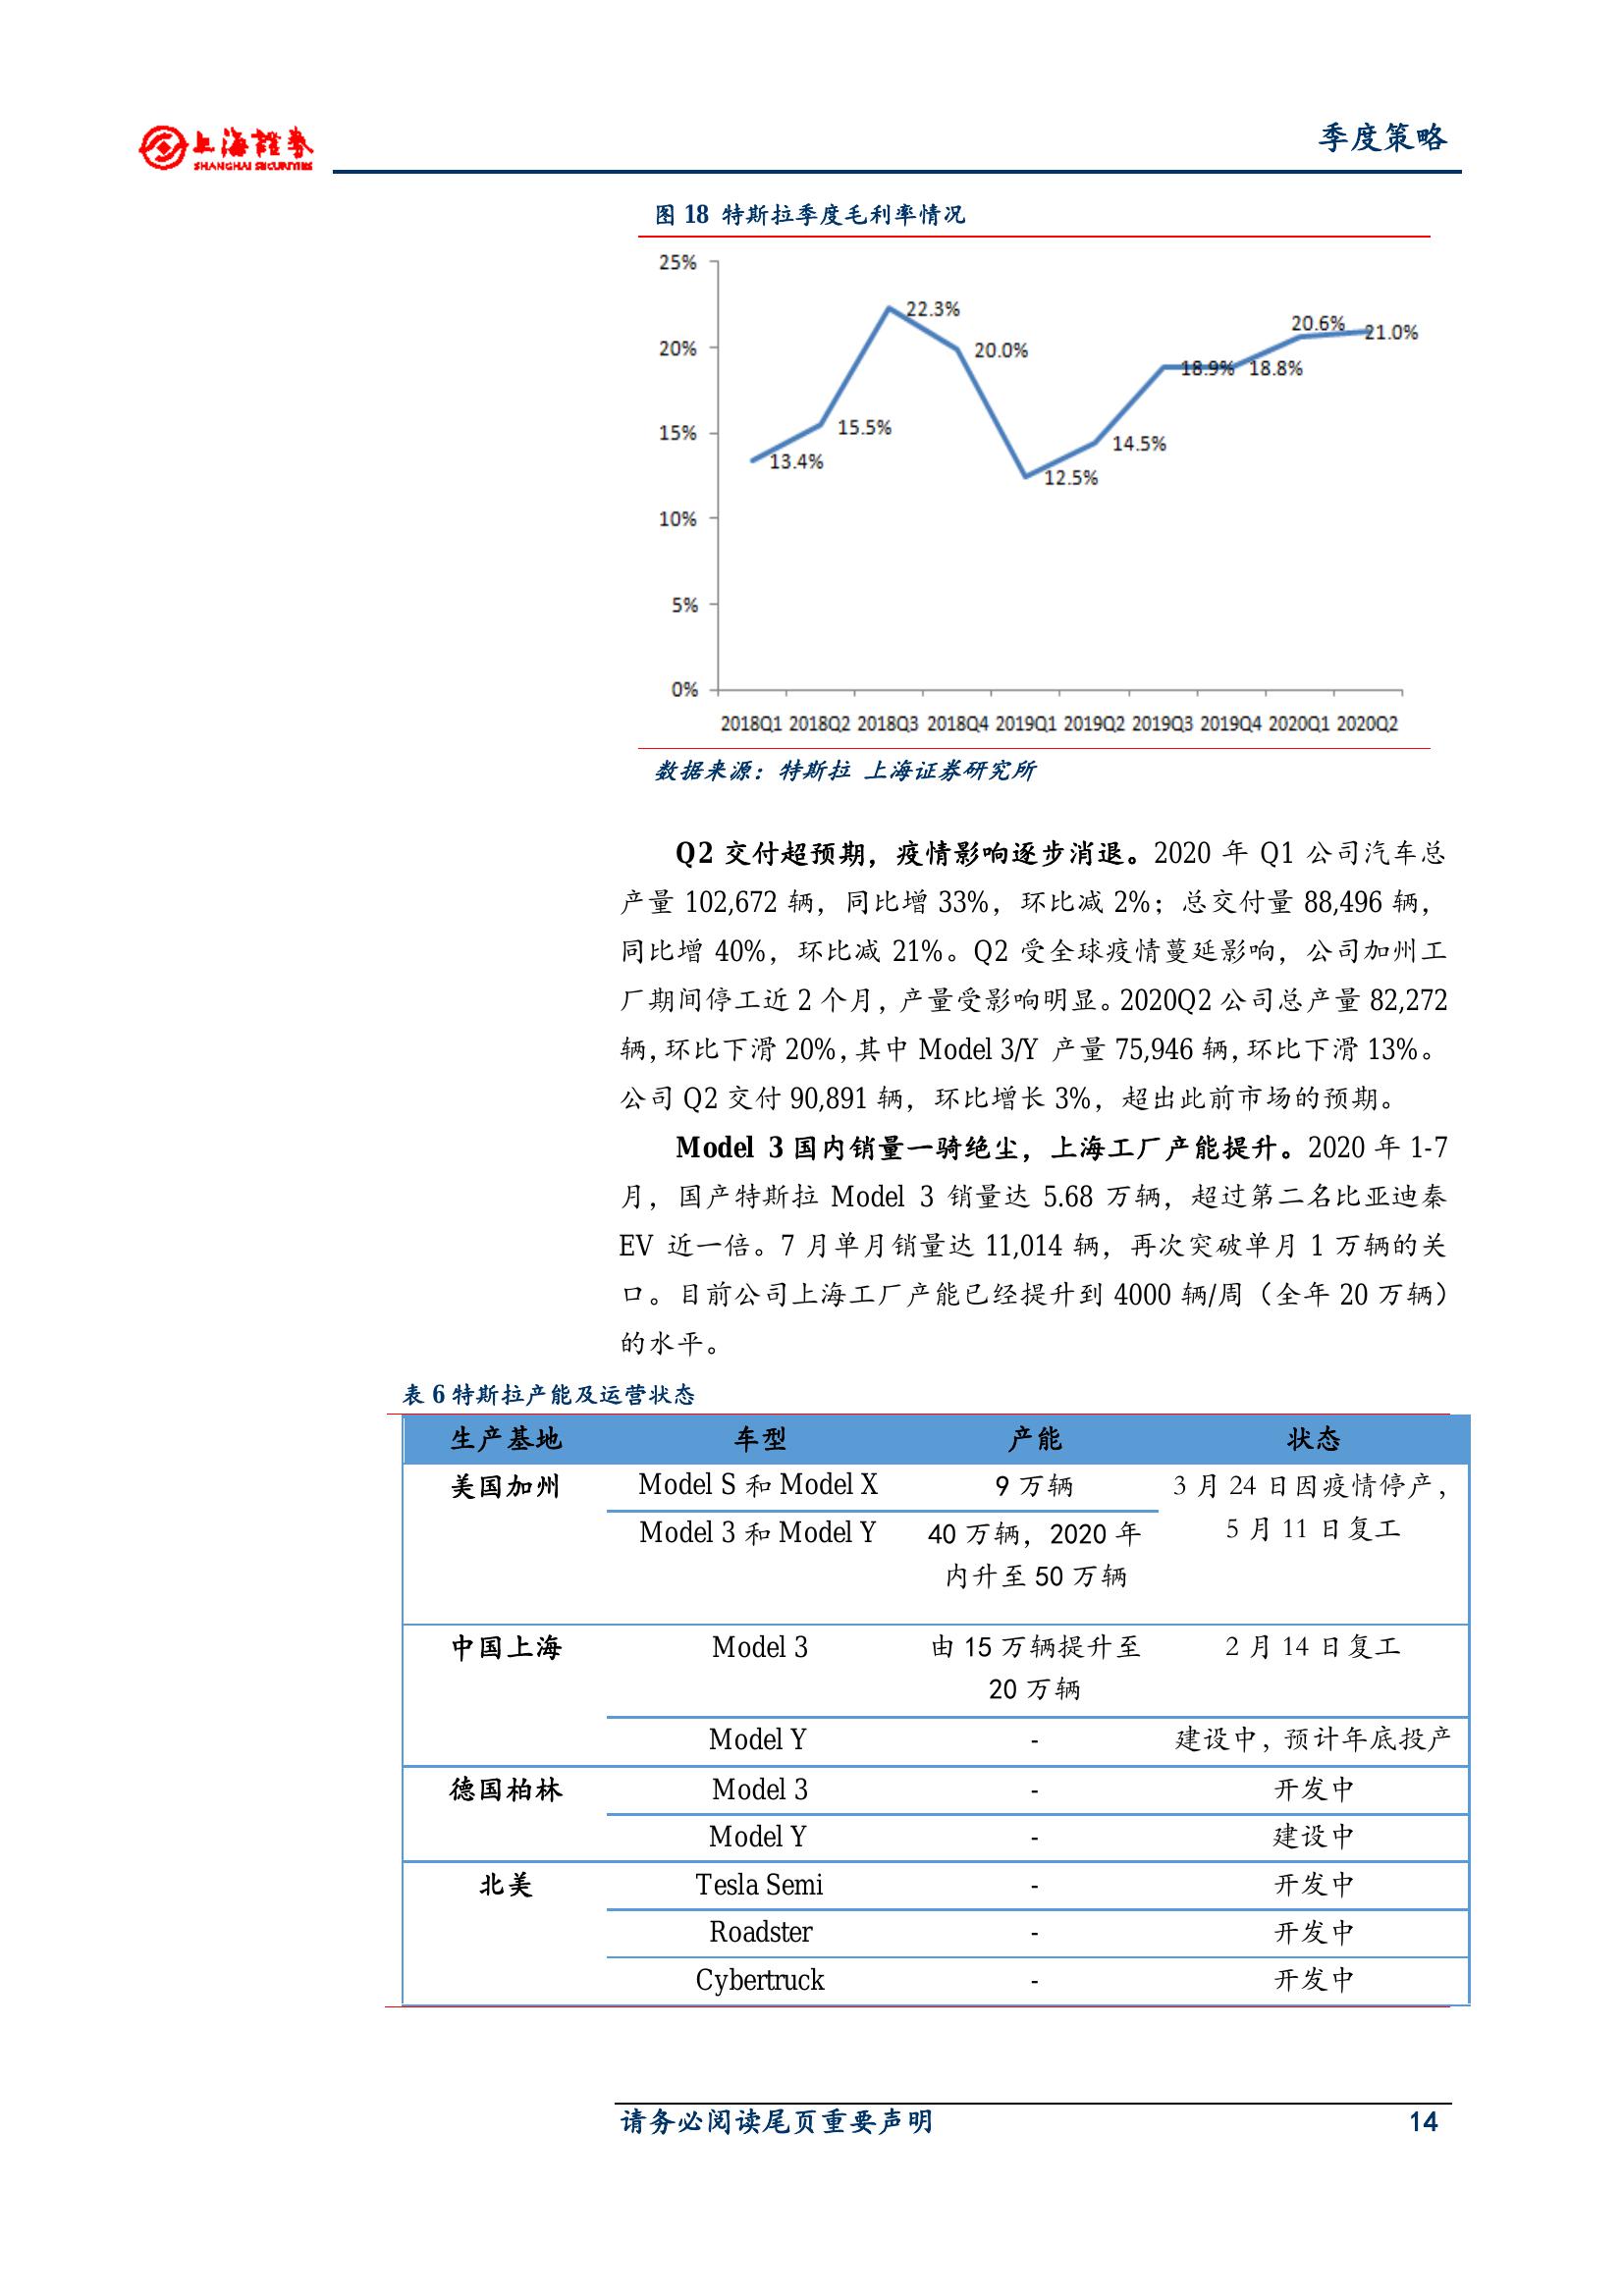 上海證券
SHANGHAI SECURITIES
季度策略
图 18 特斯拉季度毛利率情况
25%
20%
15%
10%
5%
0%
13.4%
15.5%
22.3%
20.0%
12.5%
14.5%
18.9%
18.8%
20.6%
21.0%
2018Q1 2018Q2 2018Q3 2018Q4 2019Q1 2019Q2 2019Q3 2019Q4 2020Q1 2020Q2
数据来源：特斯拉 上海证券研究所
Q2 交付超预期，疫情影响逐步消退。2020 年 Q1 公司汽车总
产量 102,672 辆，同比增 33%，环比减 2%；总交付量 88,496 辆，
同比增 40%，环比减 21%。Q2 受全球疫情蔓延影响，公司加州工
厂期间停工近 2 个月，产量受影响明显。2020Q2 公司总产量 82,272
辆，环比下滑 20%，其中 Model 3/Y 产量 75,946 辆，环比下滑 13%。
公司 Q2 交付 90,891 辆，环比增长 3%，超出此前市场的预期。
Model 3 国内销量一骑绝尘，上海工厂产能提升。2020 年 1-7
月，国产特斯拉 Model 3 销量达 5.68 万辆，超过第二名比亚迪秦
EV 近一倍。7 月单月销量达 11,014 辆，再次突破单月 1 万辆的关
口。目前公司上海工厂产能已经提升到 4000 辆/周（全年 20 万辆）
的水平。
表 6 特斯拉产能及运营状态
生产基地 车型 产能 状态
美国加州 Model S 和 Model X 9 万辆 3 月 24 日因疫情停产，
5 月 11 日复工
Model 3 和 Model Y 40 万辆，2020 年
内升至 50 万辆
中国上海 Model 3 由 15 万辆提升至 2 月 14 日复工
20 万辆
Model Y - 建设中，预计年底投产
德国柏林 Model 3 - 开发中
Model Y - 建设中
北美 Tesla Semi - 开发中
Roadster - 开发中
Cybertruck - 开发中
请务必阅读尾页重要声明 14